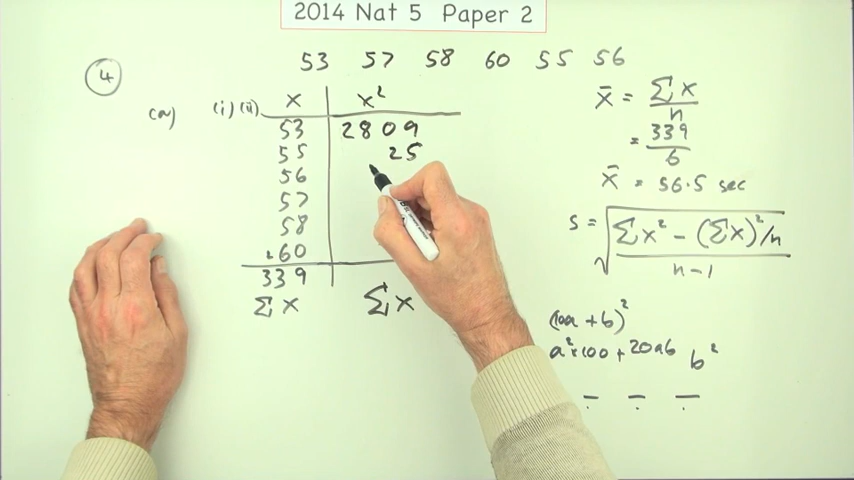 2014 Nat 5 Paper 2
53 57 58 60 55 56
4
(a) (i) (ii)
x x²
53 2809
55 25
56
57
58
60
339
Σx Σx
x̄ = Σx/n
= 339/6
x̄ = 56.5 sec
s = √((Σx² - (Σx)²/n)/(n-1))
(10a + b)²
a²×100 + 20ab b²